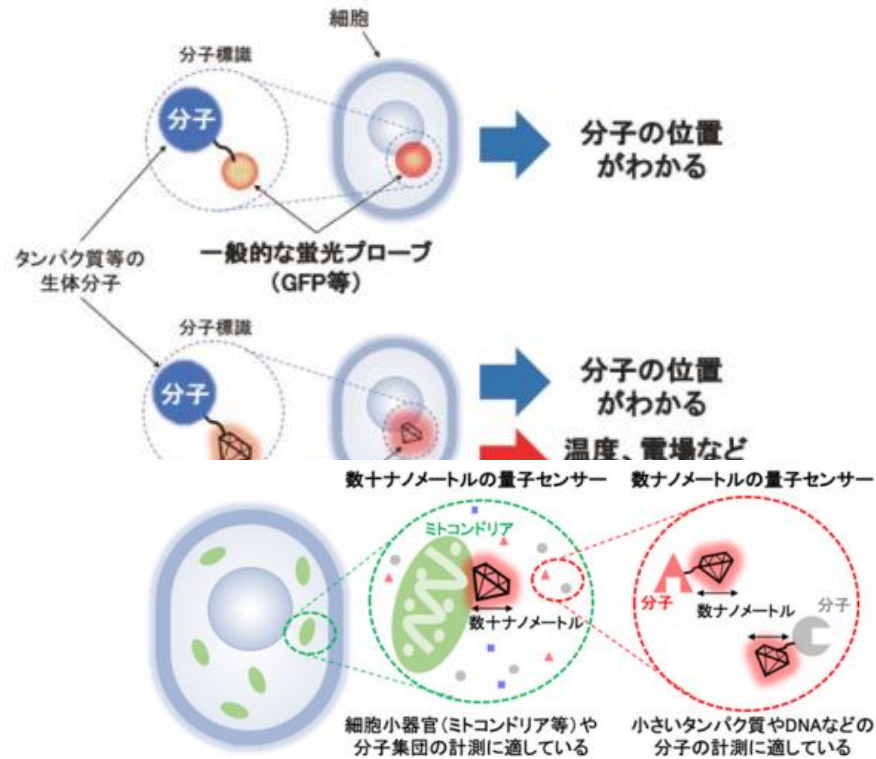 細胞
分子標識
分子
分子の位置
がわかる
タンパク質等の
生体分子
一般的な蛍光プローブ
(GFP等)
分子標識
分子
分子の位置
がわかる
温度、電場など
数十ナノメートルの量子センサー
数ナノメートルの量子センサー
ミトコンドリア
数十ナノメートル
分子
数ナノメートル
分子
細胞小器官(ミトコンドリア等)や
分子集団の計測に適している
小さいタンパク質やDNAなどの
分子の計測に適している